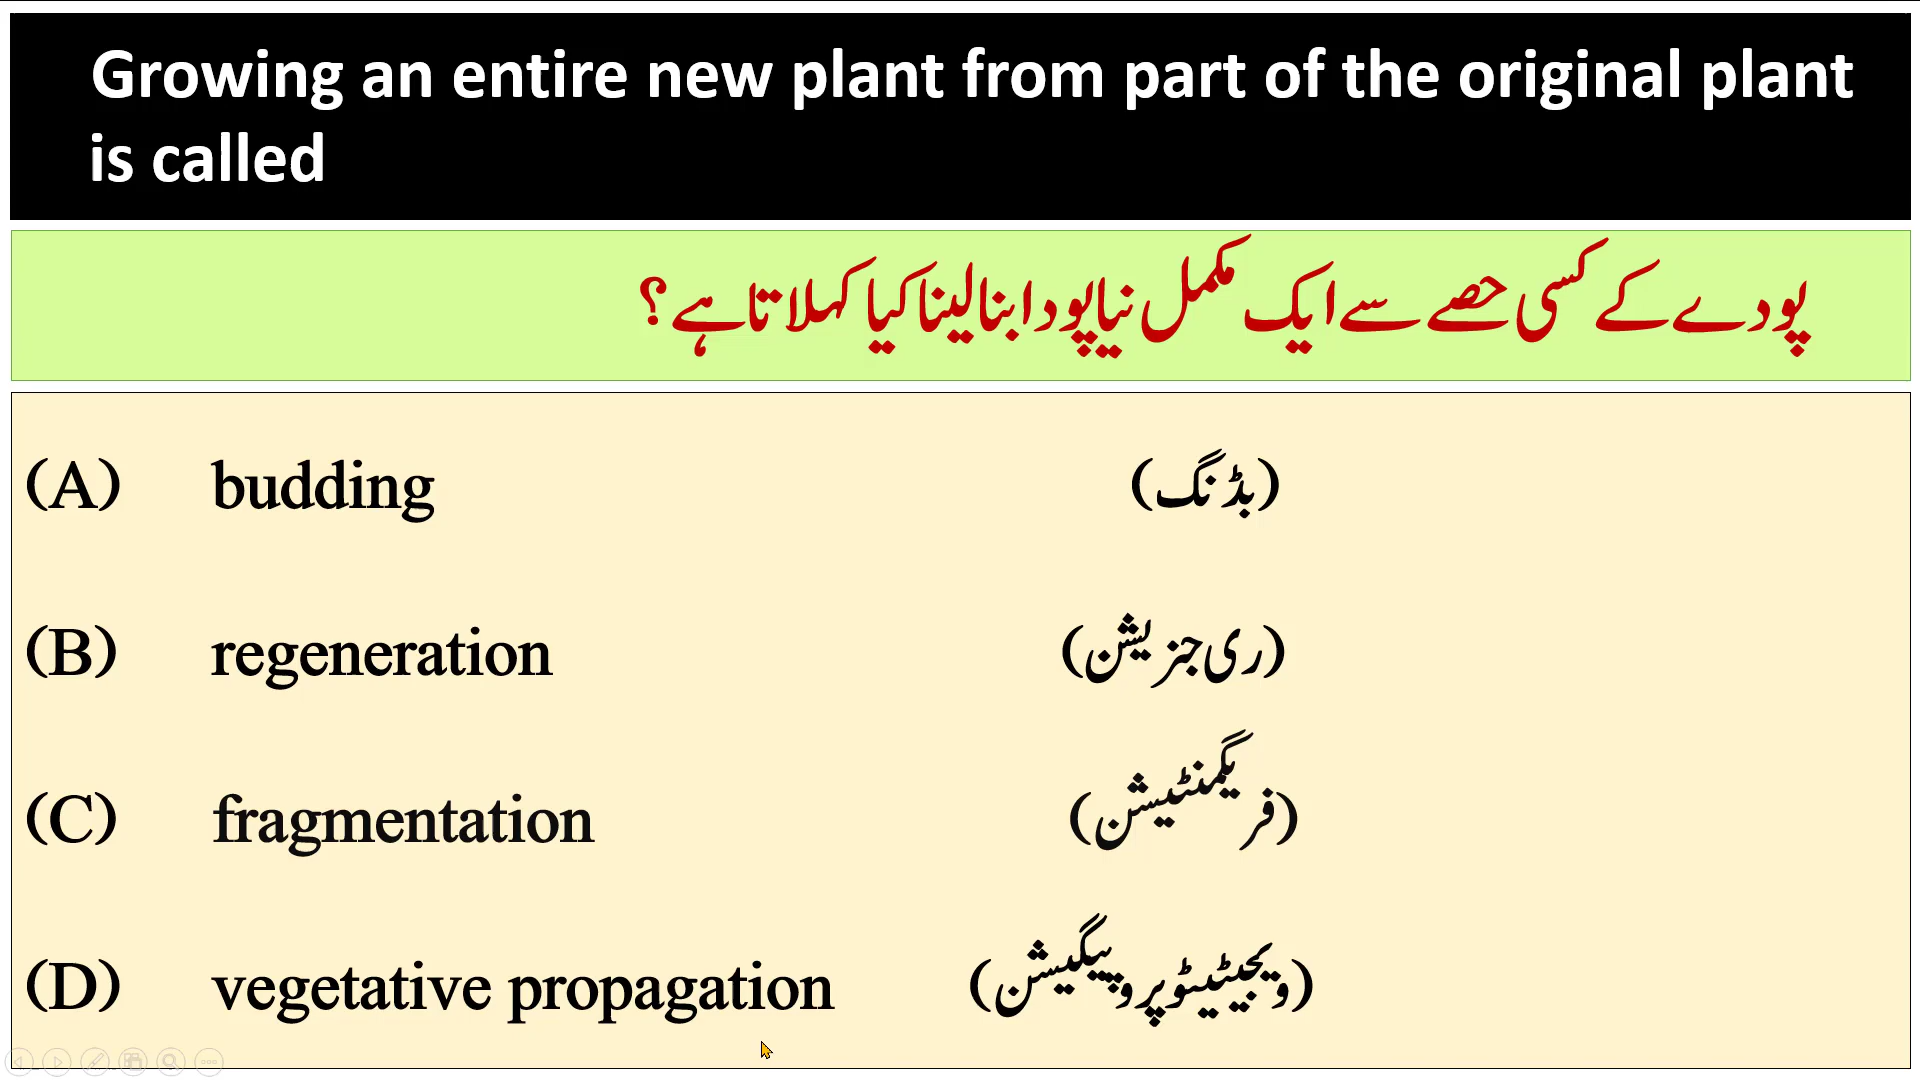 Growing an entire new plant from part of the original plant
is called
پودے کے کسی حصے سے ایک مکمل نیا پودا بنا لینا کیا کہلاتا ہے؟
(A) budding (بڈنگ)
(B) regeneration (ری جنریشن)
(C) fragmentation (فریگمنٹیشن)
(D) vegetative propagation (ویجیٹیٹو پروپیگیشن)